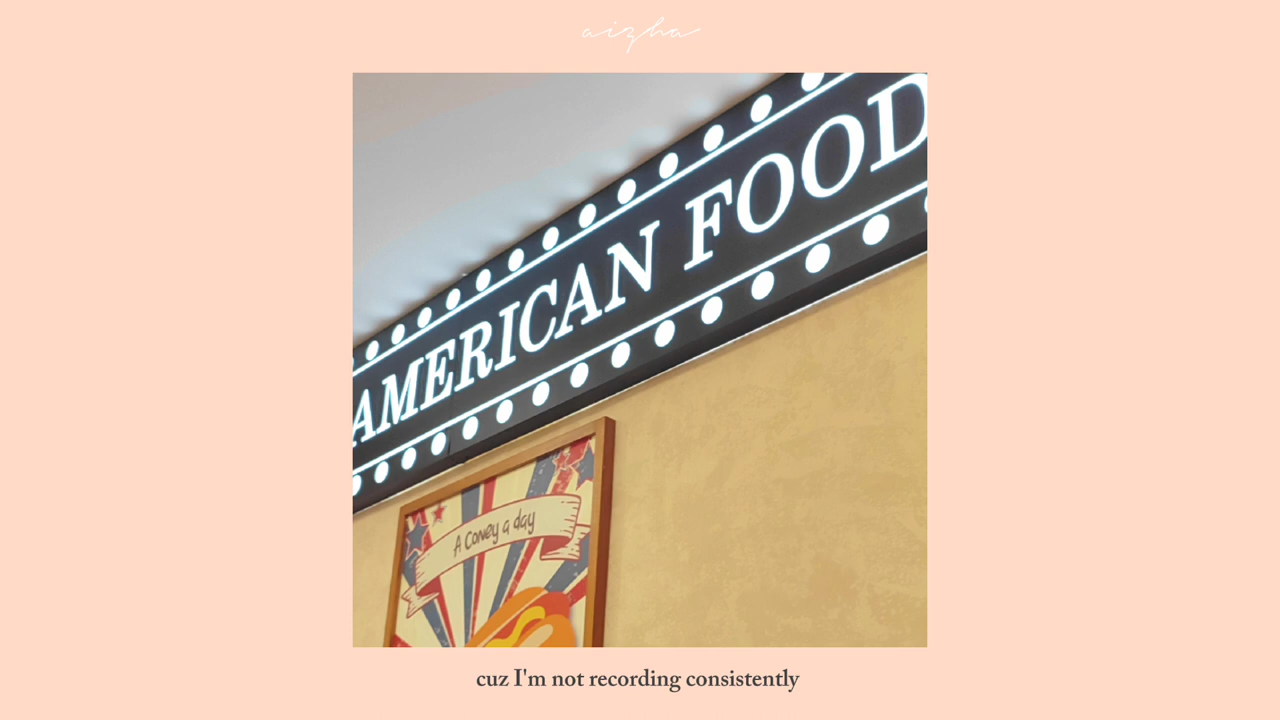 aizha
AMERICAN FOOD
A Coney a day
cuz I'm not recording consistently